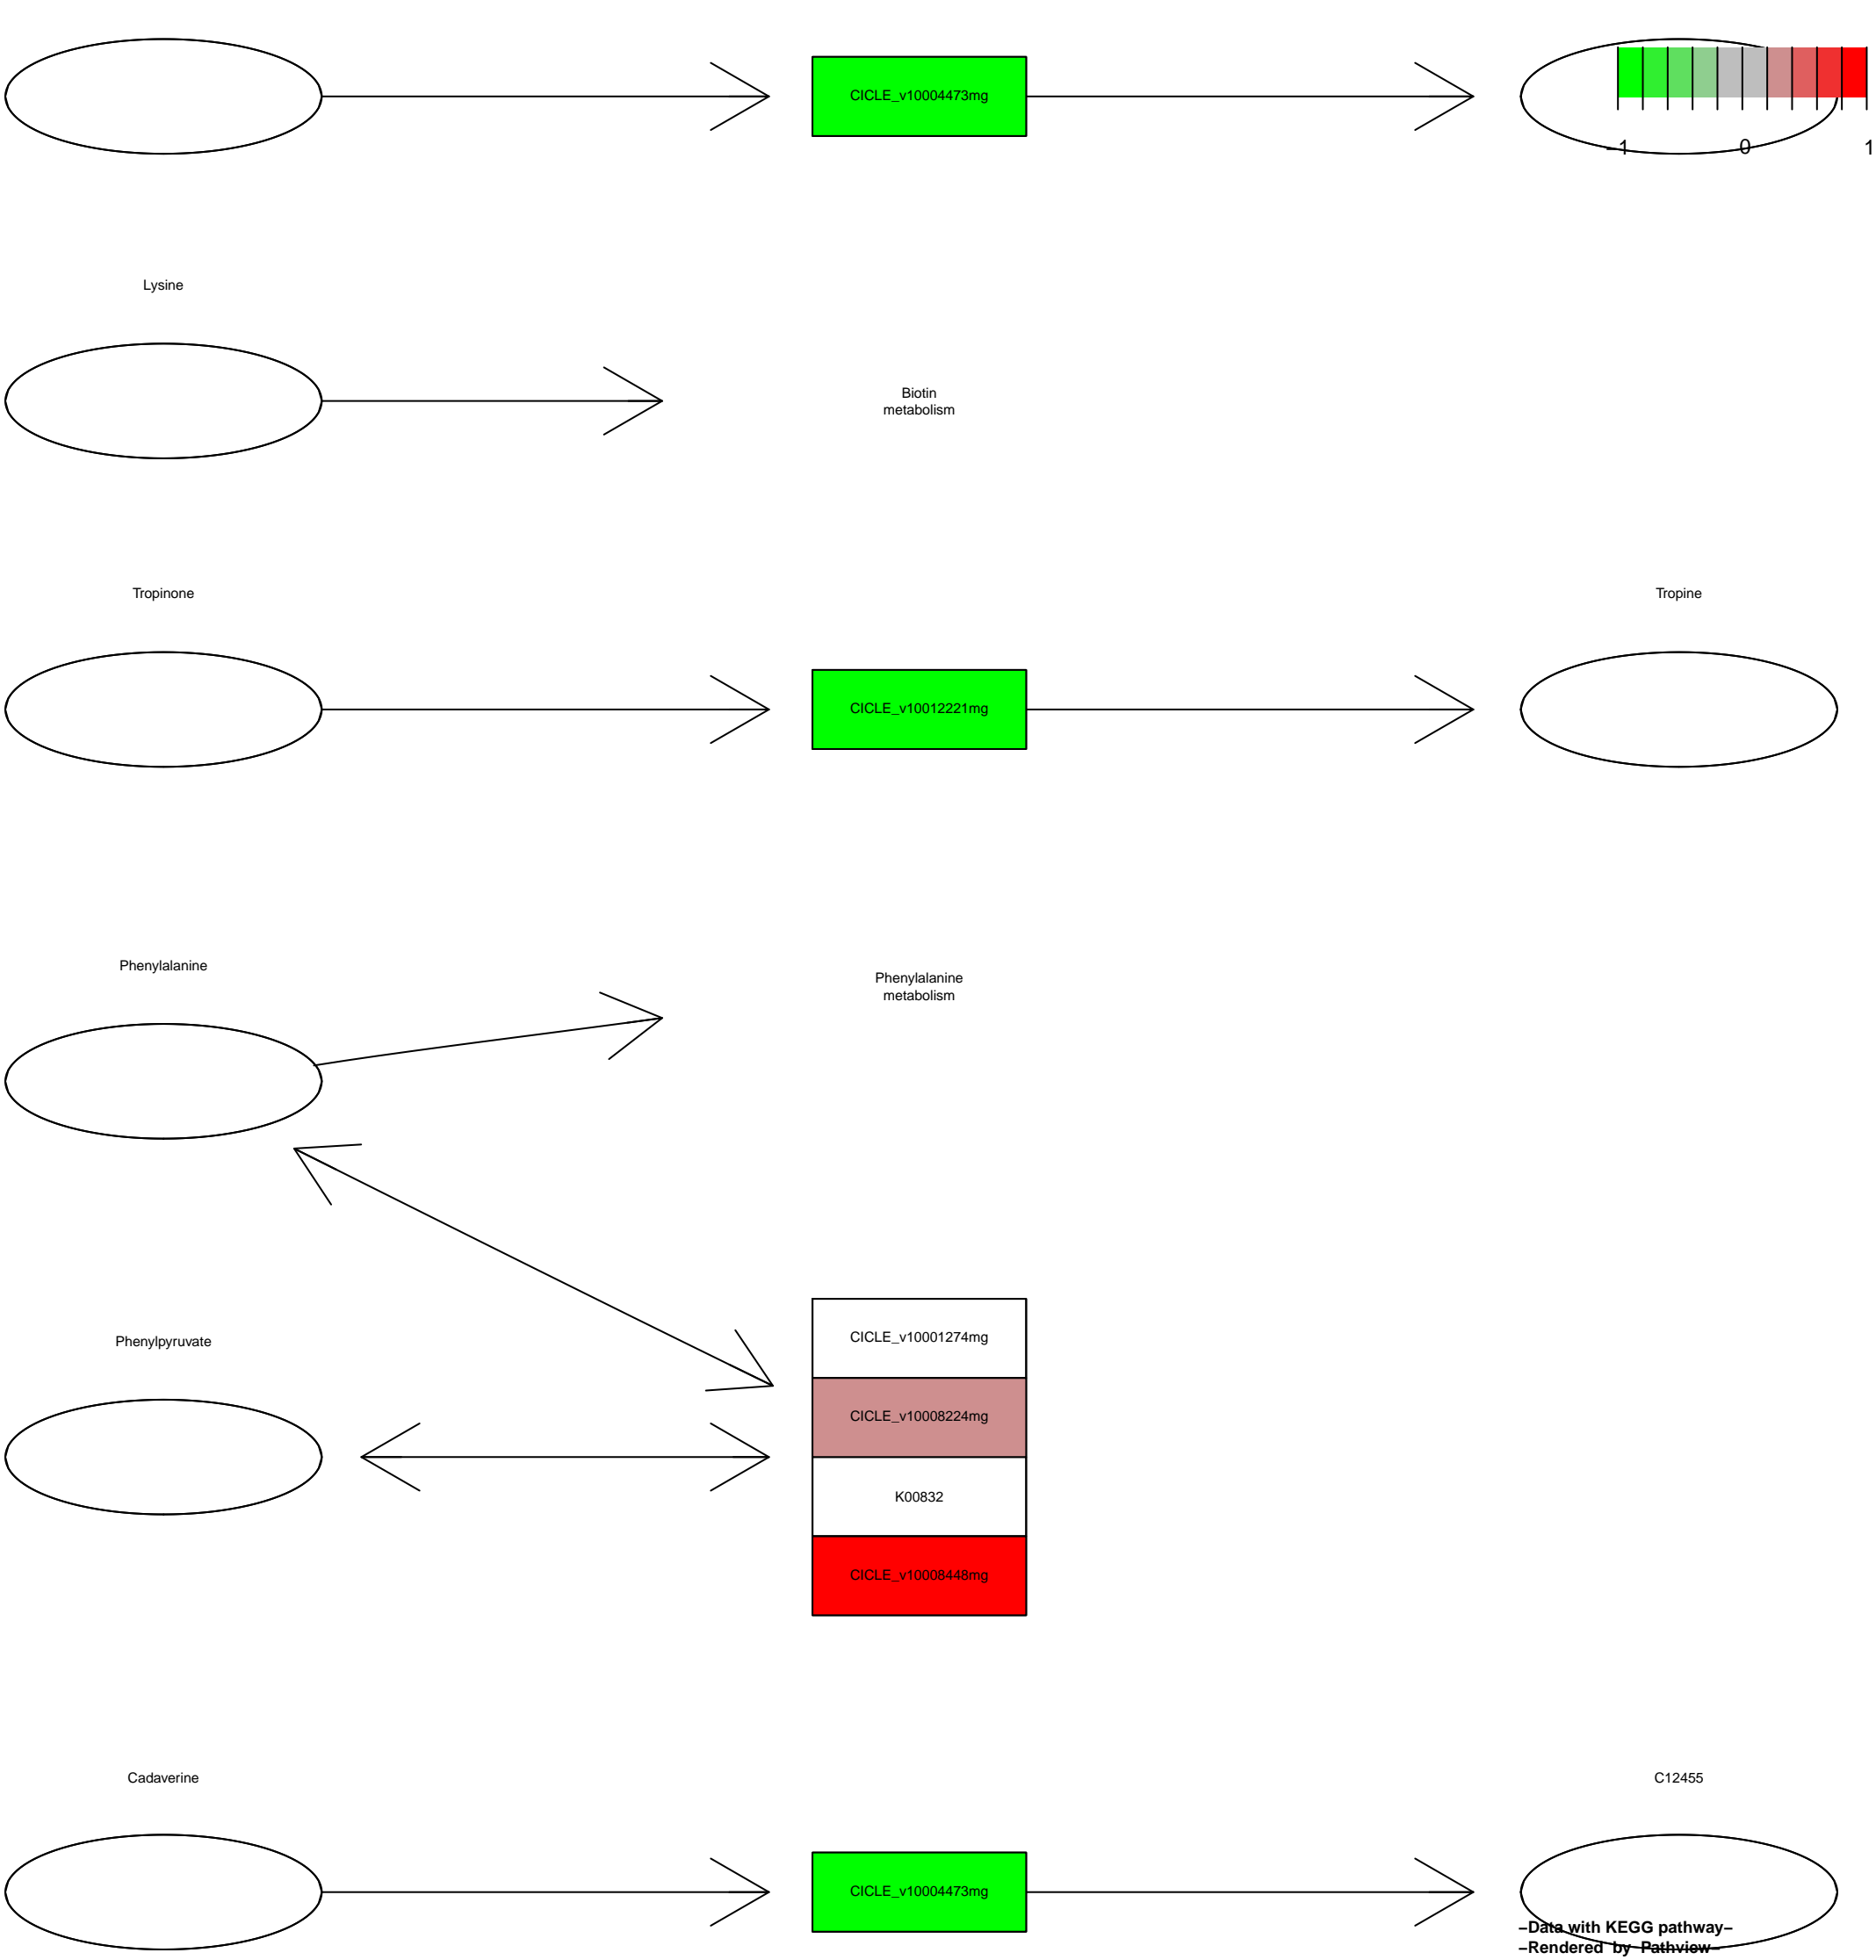 CICLE_v10004473mg
−1 0 1
Lysine
Biotin
metabolism
Tropinone
Tropine
CICLE_v10012221mg
Phenylalanine
Phenylalanine
metabolism
CICLE_v10001274mg
Phenylpyruvate
CICLE_v10008224mg
K00832
CICLE_v10008448mg
Cadaverine
C12455
CICLE_v10004473mg
−Data with KEGG pathway−
−Rendered by Pathview−